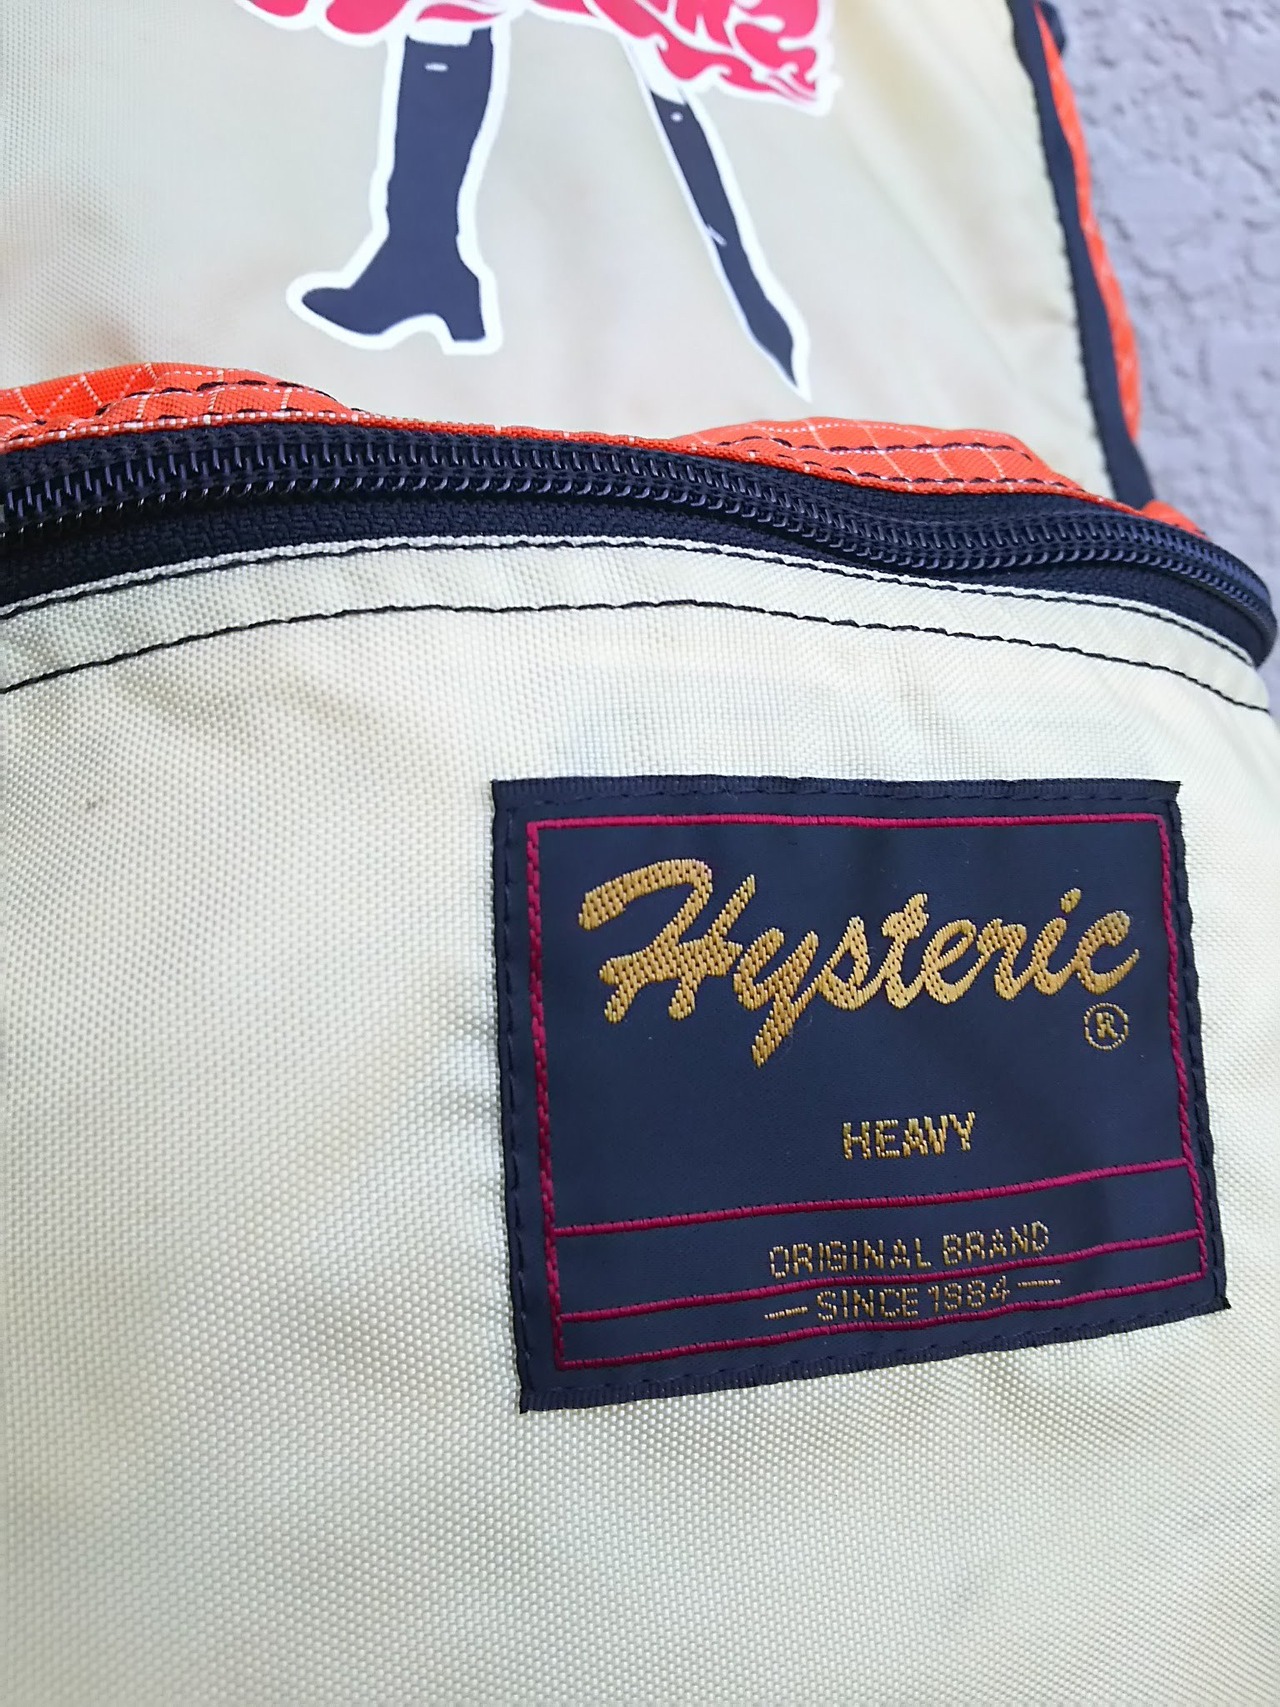 Hysteric
®
HEAVY
ORIGINAL BRAND
— SINCE 1984 —